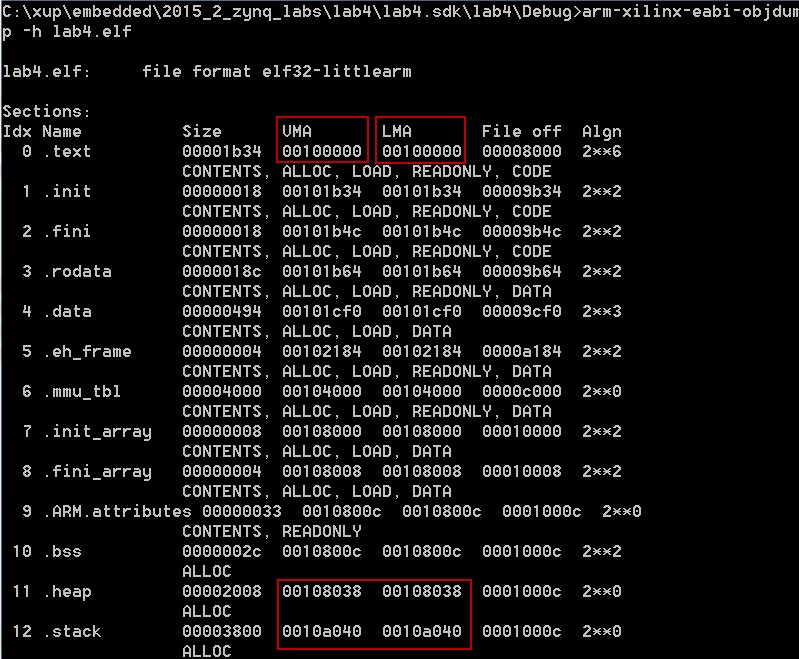 C:\xup\embedded\2015_2_zynq_labs\lab4\lab4.sdk\lab4\Debug>arm-xilinx-eabi-objdum
p -h lab4.elf
lab4.elf:     file format elf32-littlearm
Sections:
Idx Name          Size      VMA       LMA       File off  Algn
  0 .text         00001b34  00100000  00100000  00008000  2**6
                  CONTENTS, ALLOC, LOAD, READONLY, CODE
  1 .init         00000018  00101b34  00101b34  00009b34  2**2
                  CONTENTS, ALLOC, LOAD, READONLY, CODE
  2 .fini         00000018  00101b4c  00101b4c  00009b4c  2**2
                  CONTENTS, ALLOC, LOAD, READONLY, CODE
  3 .rodata       0000018c  00101b64  00101b64  00009b64  2**2
                  CONTENTS, ALLOC, LOAD, READONLY, DATA
  4 .data         00000494  00101cf0  00101cf0  00009cf0  2**3
                  CONTENTS, ALLOC, LOAD, DATA
  5 .eh_frame     00000004  00102184  00102184  0000a184  2**2
                  CONTENTS, ALLOC, LOAD, READONLY, DATA
  6 .mmu_tbl      00004000  00104000  00104000  0000c000  2**0
                  CONTENTS, ALLOC, LOAD, READONLY, DATA
  7 .init_array   00000008  00108000  00108000  00010000  2**2
                  CONTENTS, ALLOC, LOAD, DATA
  8 .fini_array   00000004  00108008  00108008  00010008  2**2
                  CONTENTS, ALLOC, LOAD, DATA
  9 .ARM.attributes 00000033  0010800c  0010800c  0001000c  2**0
                  CONTENTS, READONLY
 10 .bss          0000002c  0010800c  0010800c  0001000c  2**2
                  ALLOC
 11 .heap         00002008  00108038  00108038  0001000c  2**0
                  ALLOC
 12 .stack        00003800  0010a040  0010a040  0001000c  2**0
                  ALLOC